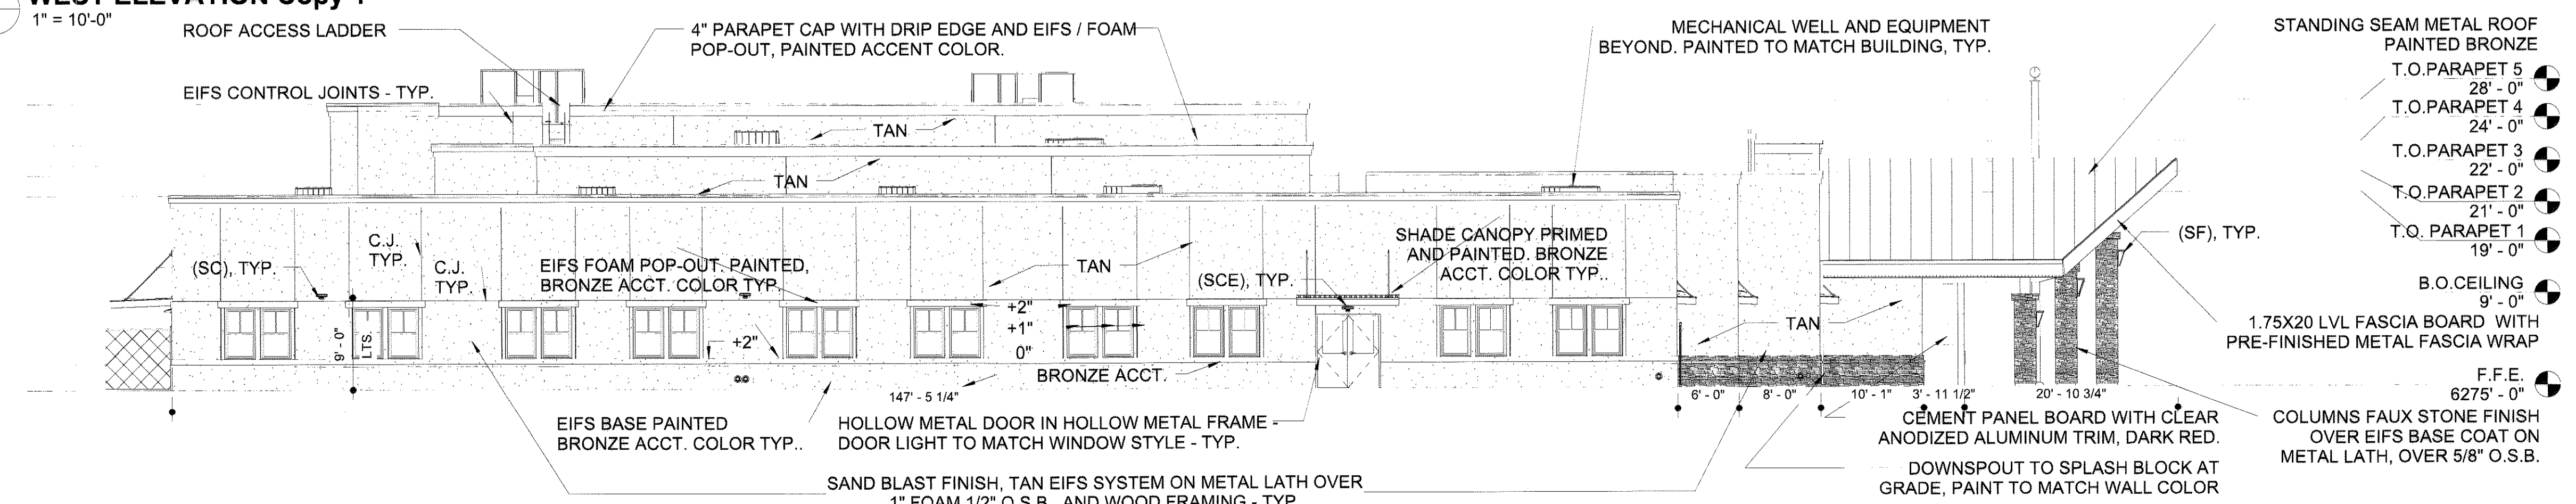 1" = 10'-0"
ROOF ACCESS LADDER
EIFS CONTROL JOINTS - TYP.
4" PARAPET CAP WITH DRIP EDGE AND EIFS / FOAM
POP-OUT, PAINTED ACCENT COLOR.
MECHANICAL WELL AND EQUIPMENT
BEYOND. PAINTED TO MATCH BUILDING, TYP.
STANDING SEAM METAL ROOF
PAINTED BRONZE
T.O.PARAPET 5
28' - 0"
T.O.PARAPET 4
24' - 0"
T.O.PARAPET 3
22' - 0"
T.O.PARAPET 2
21' - 0"
T.O. PARAPET 1
19' - 0"
B.O.CEILING
9' - 0"
F.F.E.
6275' - 0"
TAN
TAN
(SC), TYP.
C.J.
TYP.
C.J.
TYP.
EIFS FOAM POP-OUT. PAINTED,
BRONZE ACCT. COLOR TYP.
TAN
(SCE), TYP.
SHADE CANOPY PRIMED
AND PAINTED. BRONZE
ACCT. COLOR TYP..
(SF), TYP.
TAN
1.75X20 LVL FASCIA BOARD WITH
PRE-FINISHED METAL FASCIA WRAP
9' - 0"
LTS.
+2"
+2"
+1"
0"
BRONZE ACCT.
147' - 5 1/4"
6' - 0"
8' - 0"
10' - 1"
3' - 11 1/2"
20' - 10 3/4"
EIFS BASE PAINTED
BRONZE ACCT. COLOR TYP..
HOLLOW METAL DOOR IN HOLLOW METAL FRAME -
DOOR LIGHT TO MATCH WINDOW STYLE - TYP.
CEMENT PANEL BOARD WITH CLEAR
ANODIZED ALUMINUM TRIM, DARK RED.
COLUMNS FAUX STONE FINISH
OVER EIFS BASE COAT ON
METAL LATH, OVER 5/8" O.S.B.
DOWNSPOUT TO SPLASH BLOCK AT
GRADE, PAINT TO MATCH WALL COLOR
SAND BLAST FINISH, TAN EIFS SYSTEM ON METAL LATH OVER
1" FOAM 1/2" O.S.B., AND WOOD FRAMING - TYP.